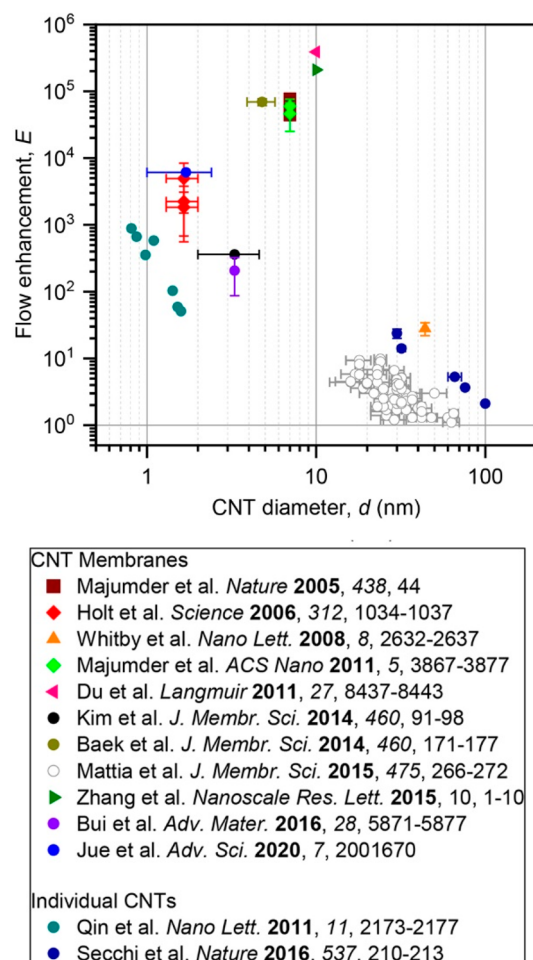 10⁶
10⁵
10⁴
10³
10²
10¹
10⁰
Flow enhancement, E
1 10 100
CNT diameter, d (nm)
CNT Membranes
Majumder et al. Nature 2005, 438, 44
Holt et al. Science 2006, 312, 1034-1037
Whitby et al. Nano Lett. 2008, 8, 2632-2637
Majumder et al. ACS Nano 2011, 5, 3867-3877
Du et al. Langmuir 2011, 27, 8437-8443
Kim et al. J. Membr. Sci. 2014, 460, 91-98
Baek et al. J. Membr. Sci. 2014, 460, 171-177
Mattia et al. J. Membr. Sci. 2015, 475, 266-272
Zhang et al. Nanoscale Res. Lett. 2015, 10, 1-10
Bui et al. Adv. Mater. 2016, 28, 5871-5877
Jue et al. Adv. Sci. 2020, 7, 2001670
Individual CNTs
Qin et al. Nano Lett. 2011, 11, 2173-2177
Secchi et al. Nature 2016, 537, 210-213